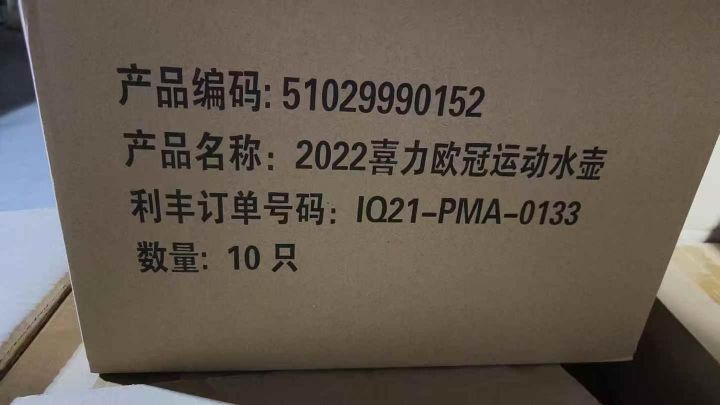 产品编码: 51029990152
产品名称: 2022喜力欧冠运动水壶
利丰订单号码: IQ21-PMA-0133
数量: 10 只